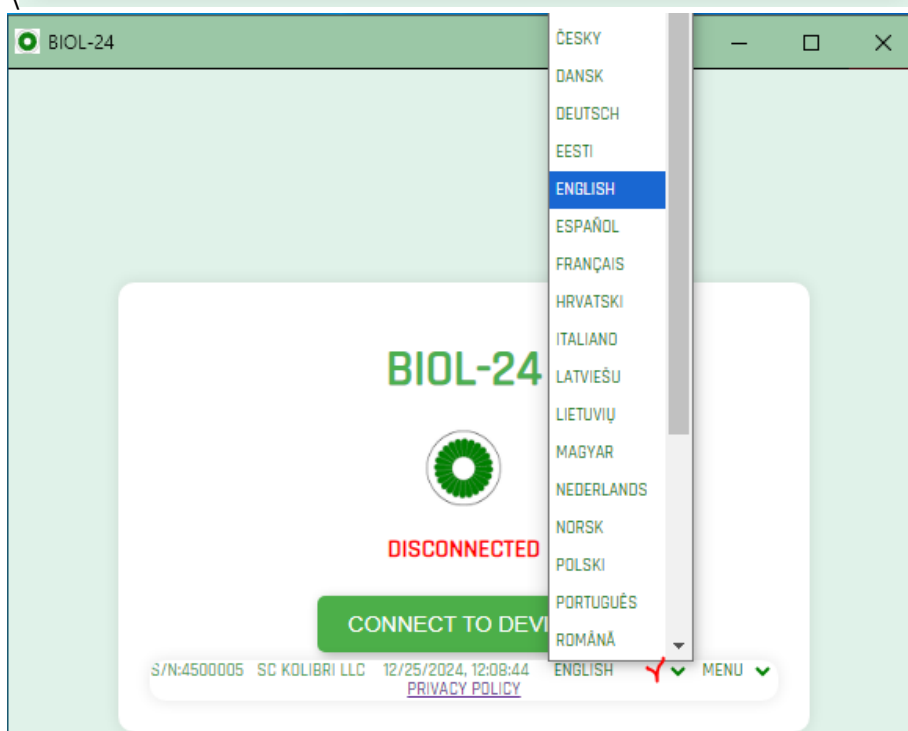 BIOL-24
ČESKY
DANSK
DEUTSCH
EESTI
ENGLISH
ESPAÑOL
FRANÇAIS
HRVATSKI
ITALIANO
LATVIEŠU
LIETUVIŲ
MAGYAR
NEDERLANDS
NORSK
POLSKI
PORTUGUÊS
ROMÂNĂ
BIOL-24
DISCONNECTED
CONNECT TO DEVI
S/N:4500005 SC KOLIBRI LLC 12/25/2024, 12:08:44 ENGLISH MENU
PRIVACY POLICY